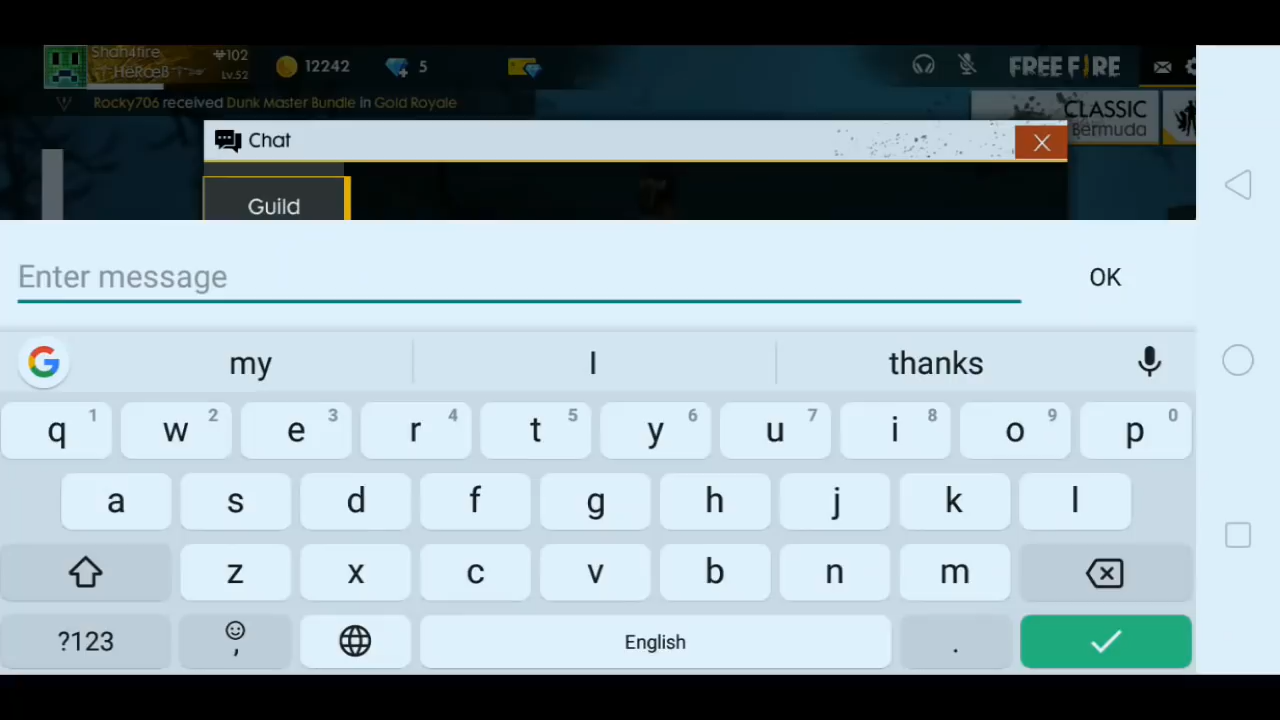 Shdh4fire
HeRoeB
102
Lv.52
12242
5
FREE FIRE
Rocky706 received Dunk Master Bundle in Gold Royale
CLASSIC
Bermuda
Chat
Guild
Enter message
OK
my I thanks
q 1 w 2 e 3 r 4 t 5 y 6 u 7 i 8 o 9 p 0
a s d f g h j k l
z x c v b n m
?123 , English .